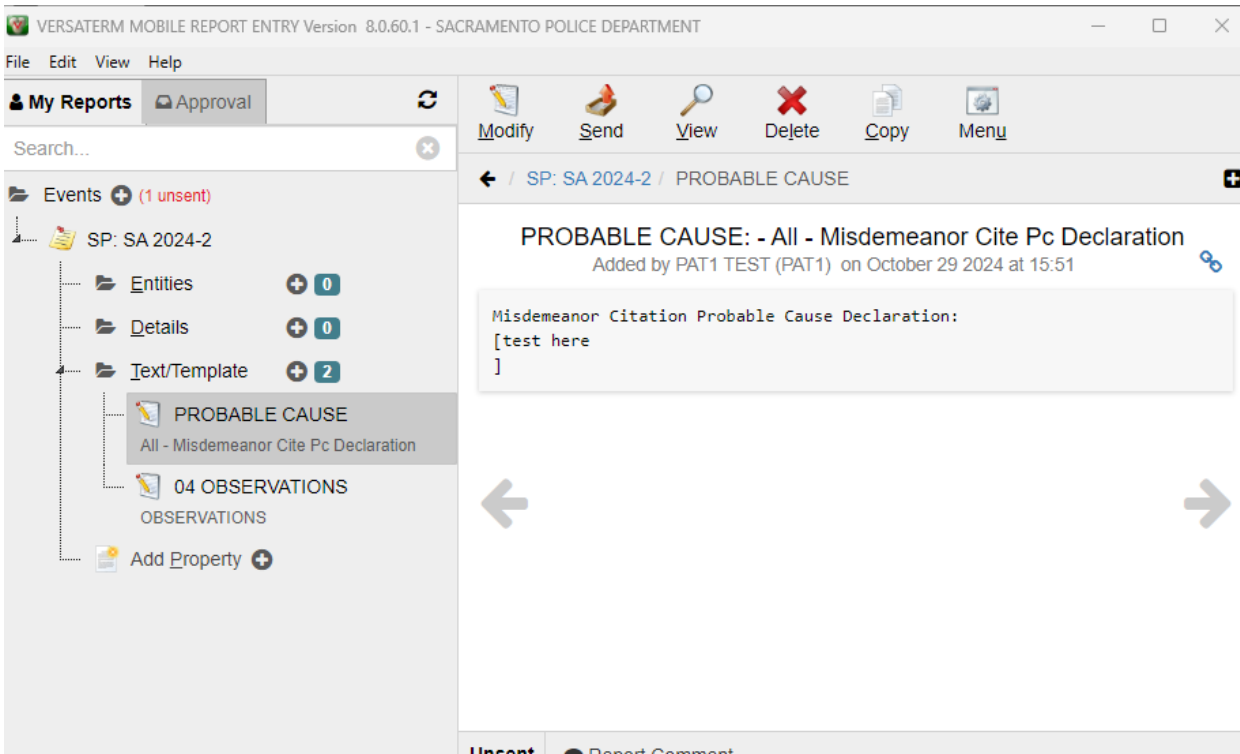 VERSATERM MOBILE REPORT ENTRY Version 8.0.60.1 - SACRAMENTO POLICE DEPARTMENT
File Edit View Help
My Reports Approval
Search...
Events (1 unsent)
SP: SA 2024-2
Entities 0
Details 0
Text/Template 2
PROBABLE CAUSE
All - Misdemeanor Cite Pc Declaration
04 OBSERVATIONS
OBSERVATIONS
Add Property
Modify Send View Delete Copy Menu
/ SP: SA 2024-2 / PROBABLE CAUSE
PROBABLE CAUSE: - All - Misdemeanor Cite Pc Declaration
Added by PAT1 TEST (PAT1) on October 29 2024 at 15:51
Misdemeanor Citation Probable Cause Declaration:
[test here
]
Unsent Report Comment